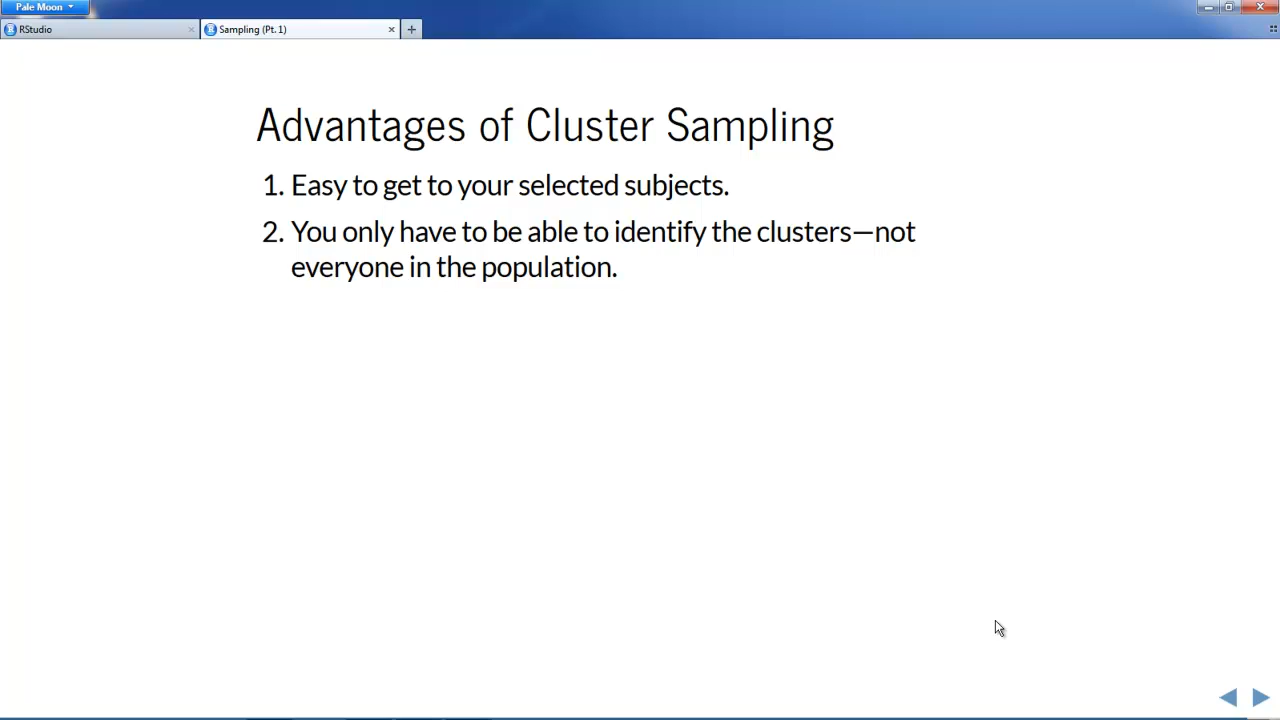 Pale Moon
RStudio
Sampling (Pt. 1)
Advantages of Cluster Sampling
1. Easy to get to your selected subjects.
2. You only have to be able to identify the clusters—not
everyone in the population.